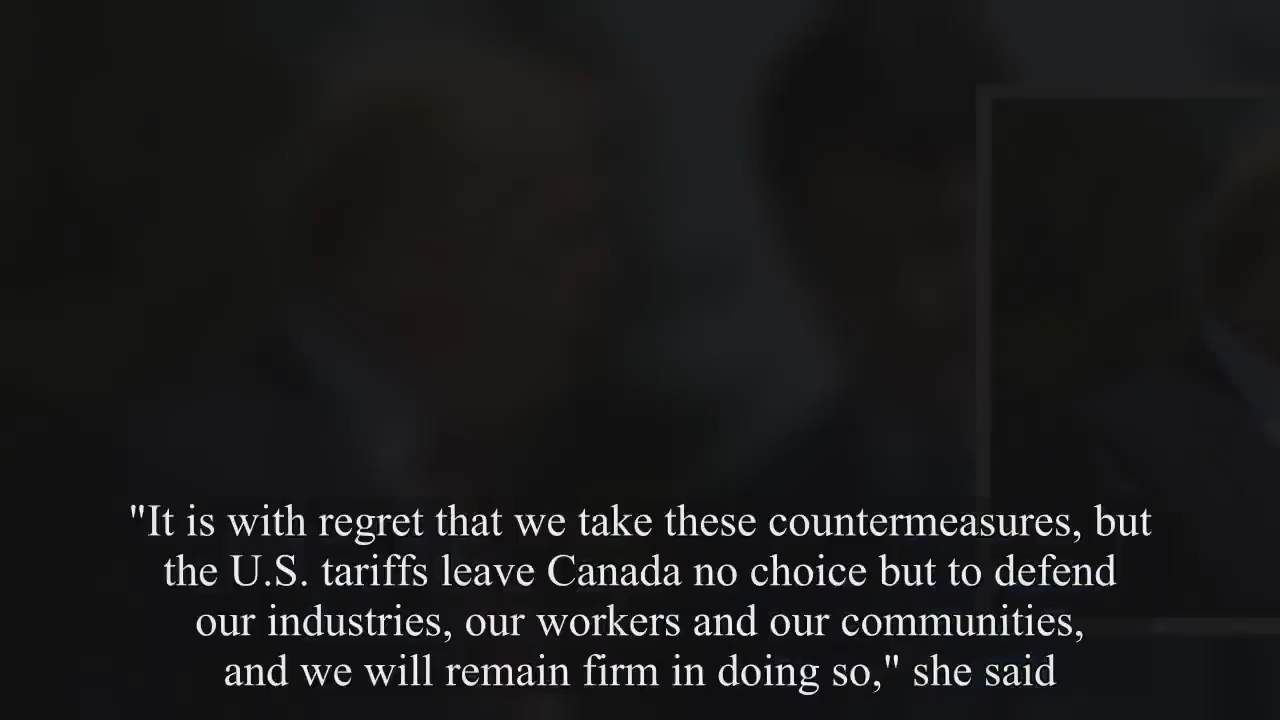 "It is with regret that we take these countermeasures, but
the U.S. tariffs leave Canada no choice but to defend
our industries, our workers and our communities,
and we will remain firm in doing so," she said